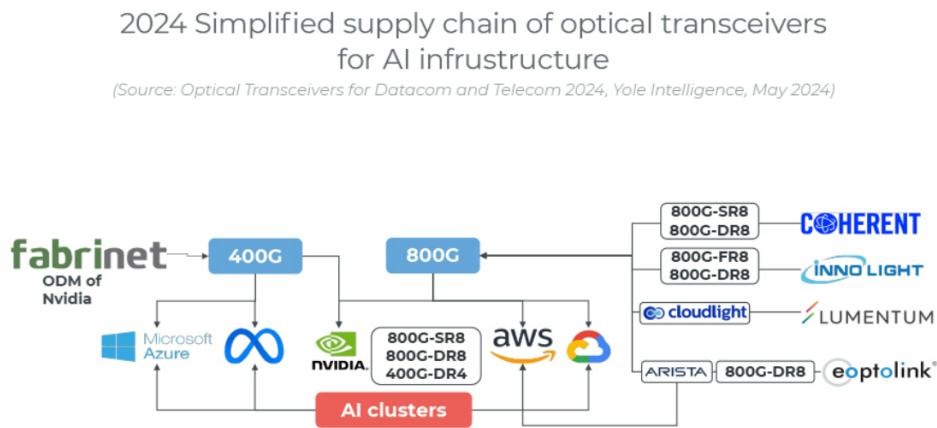 2024 Simplified supply chain of optical transceivers
for AI infrustructure
(Source: Optical Transceivers for Datacom and Telecom 2024, Yole Intelligence, May 2024)
fabrinet
ODM of
Nvidia
400G
800G
800G-SR8
800G-DR8
COHERENT
800G-FR8
800G-DR8
INNOLIGHT
cloudlight
LUMENTUM
ARISTA
800G-DR8
eoptolink®
Microsoft
Azure
NVIDIA.
800G-SR8
800G-DR8
400G-DR4
aws
AI clusters